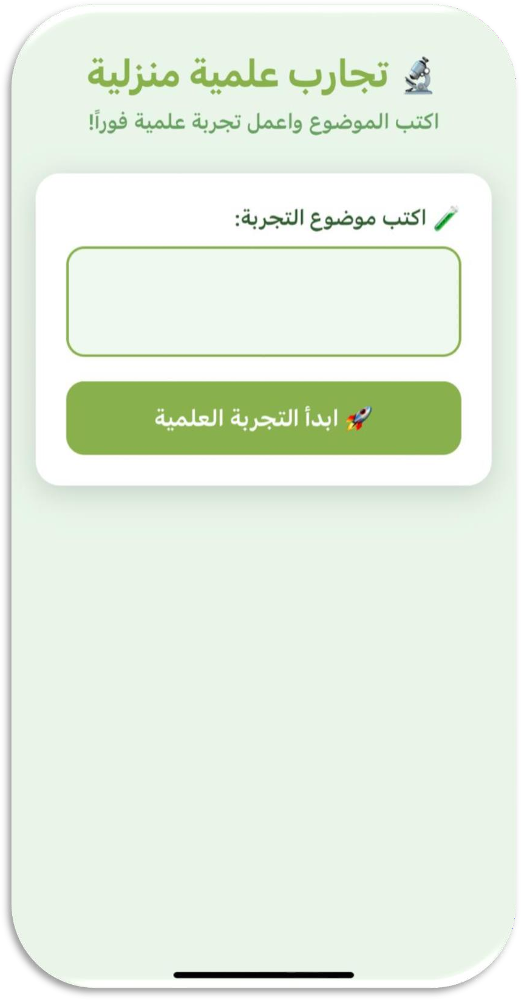 🔬 تجارب علمية منزلية
اكتب الموضوع واعمل تجربة علمية فوراً!
🧪 اكتب موضوع التجربة:
🚀 ابدأ التجربة العلمية